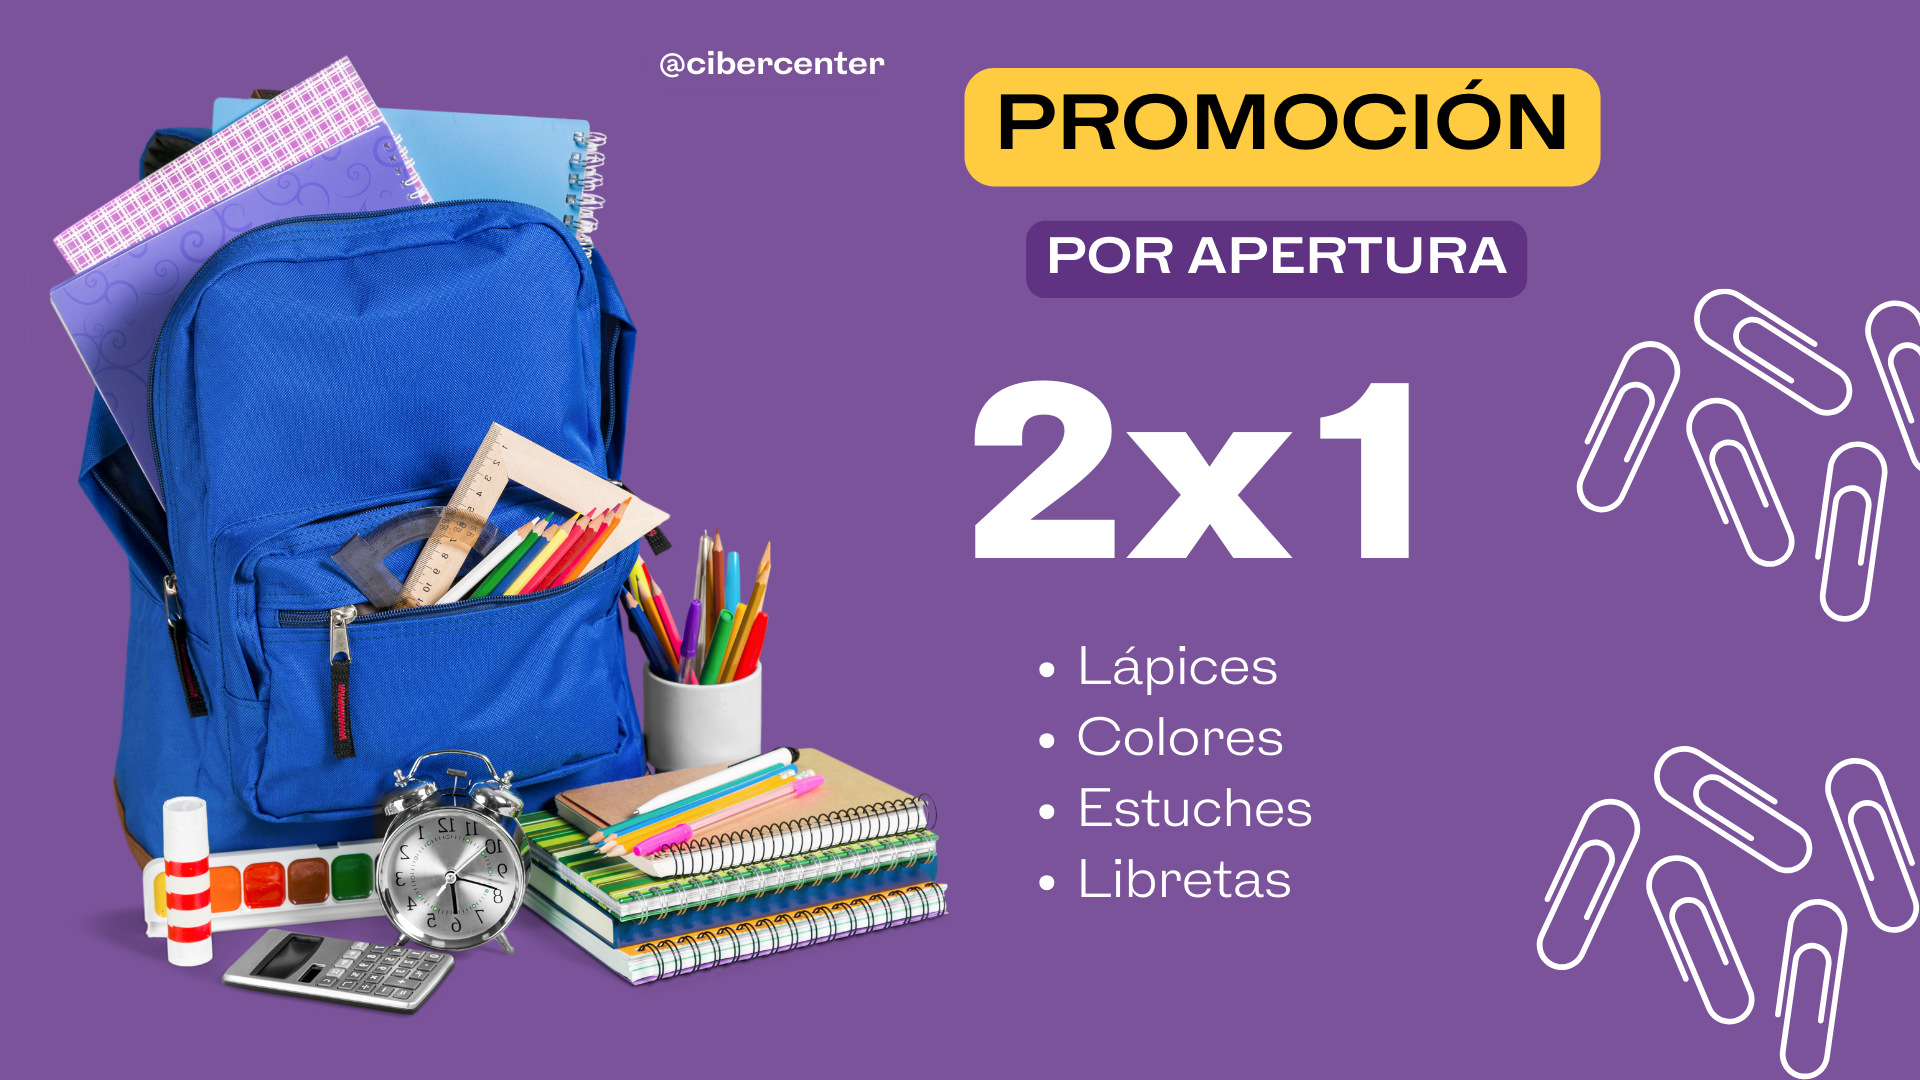 @cibercenter
PROMOCIÓN
POR APERTURA
2x1
• Lápices
• Colores
• Estuches
• Libretas